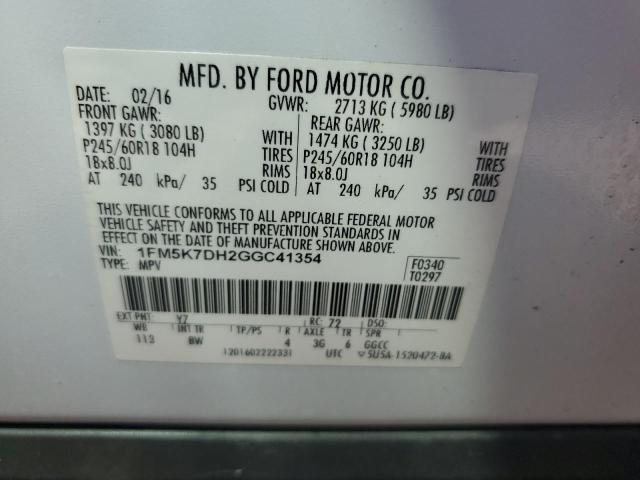 MFD. BY FORD MOTOR CO.
DATE: 02/16 GVWR: 2713 KG ( 5980 LB)
FRONT GAWR: REAR GAWR:
1397 KG ( 3080 LB) WITH 1474 KG ( 3250 LB) WITH
P245/60R18 104H TIRES P245/60R18 104H TIRES
18x8.0J RIMS 18x8.0J RIMS
AT 240 kPa/ 35 PSI COLD AT 240 kPa/ 35 PSI COLD
THIS VEHICLE CONFORMS TO ALL APPLICABLE FEDERAL MOTOR
VEHICLE SAFETY AND THEFT PREVENTION STANDARDS IN
EFFECT ON THE DATE OF MANUFACTURE SHOWN ABOVE.
VIN: 1FM5K7DH2GGC41354 F0340
TYPE: MPV T0297
EXT PNT: Y7 RC: 72 DSO:
WB INT TR TP/PS R AXLE TR SPR
113 BW 4 3G 6 GGCC
1201602222331 UTC 5U5A-1520472-BA